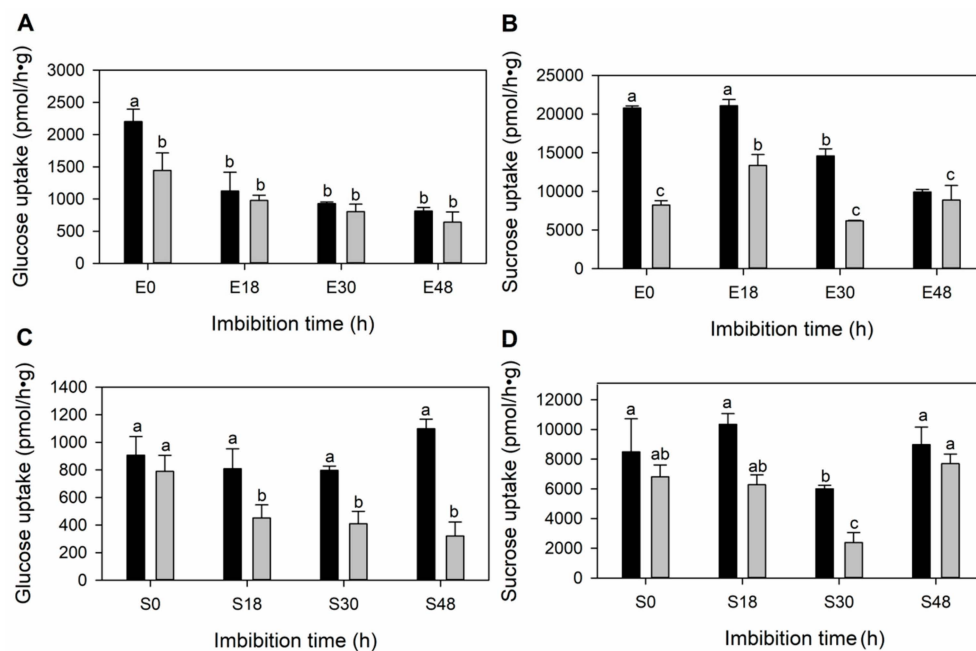 A
Glucose uptake (pmol/h•g)
3000
2500
2000
1500
1000
500
0
a
b
b
b
b
b
b
b
E0 E18 E30 E48
Imbibition time (h)
B
Sucrose uptake (pmol/h•g)
25000
20000
15000
10000
5000
0
a
c
a
b
b
c
c
E0 E18 E30 E48
Imbibition time (h)
C
Glucose uptake (pmol/h•g)
1400
1200
1000
800
600
400
200
0
a
a
a
b
a
b
a
b
S0 S18 S30 S48
Imbibition time (h)
D
Sucrose uptake (pmol/h•g)
12000
10000
8000
6000
4000
2000
0
a
ab
a
ab
b
c
a
a
S0 S18 S30 S48
Imbibition time (h)